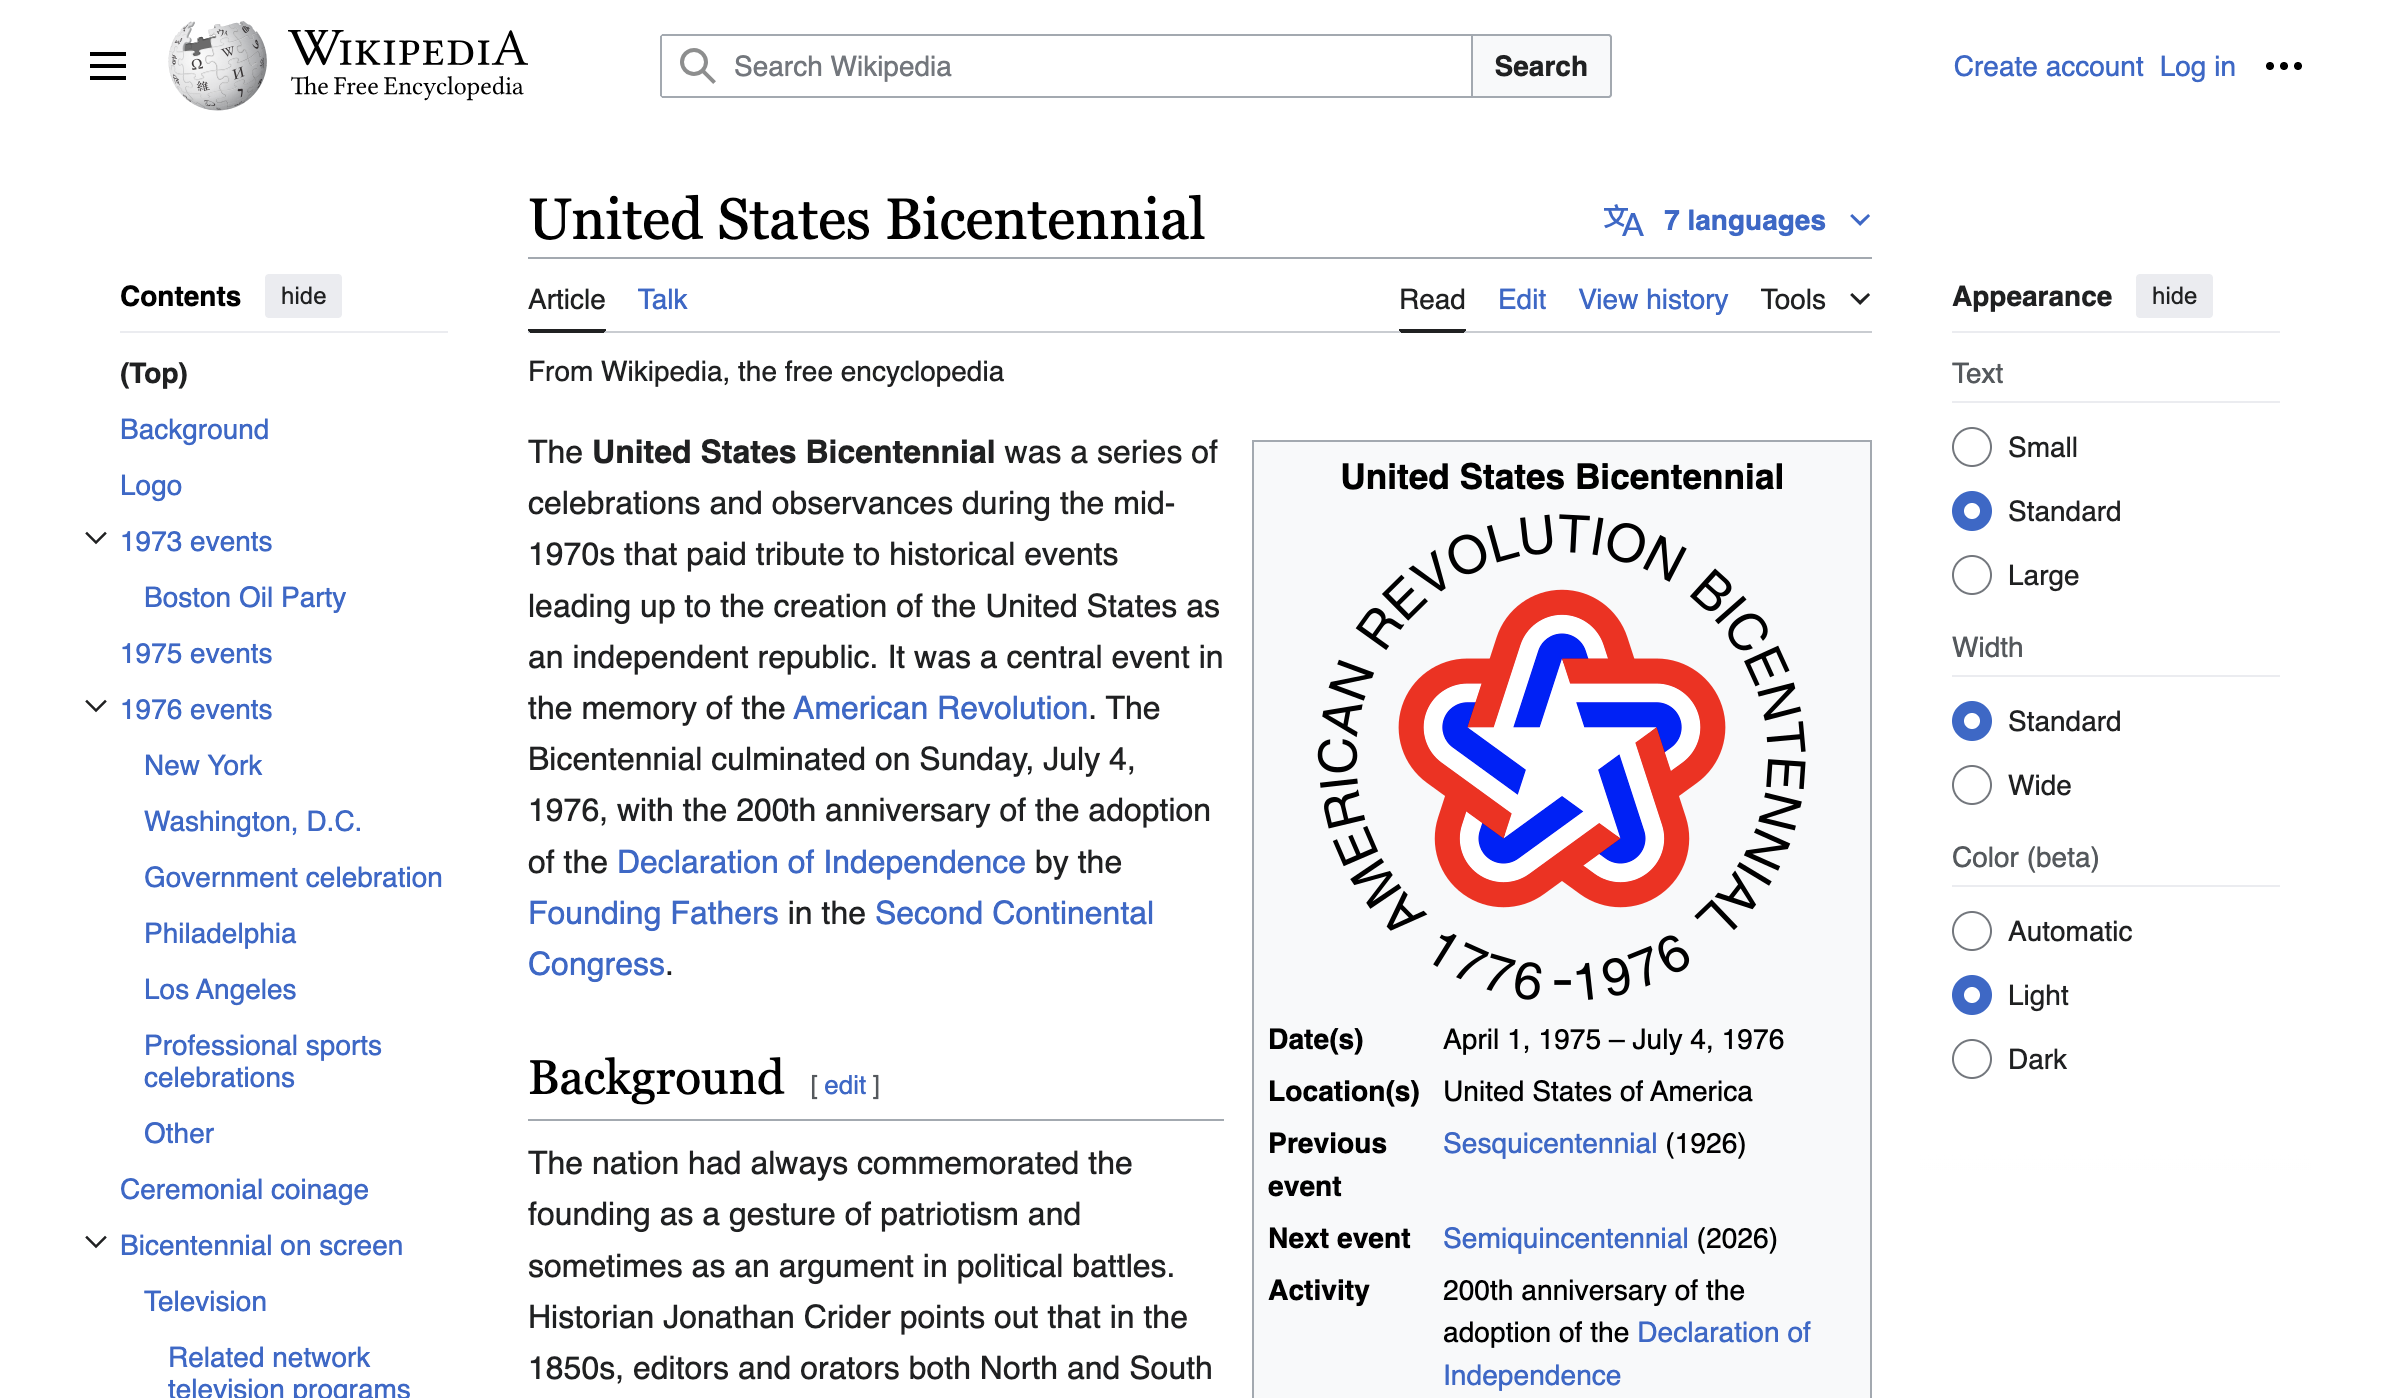 WIKIPEDIA
The Free Encyclopedia
Search Wikipedia
Search
Create account Log in
United States Bicentennial
7 languages
Contents hide
(Top)
Background
Logo
1973 events
Boston Oil Party
1975 events
1976 events
New York
Washington, D.C.
Government celebration
Philadelphia
Los Angeles
Professional sports
celebrations
Other
Ceremonial coinage
Bicentennial on screen
Television
Related network
television programs
Article Talk
Read Edit View history Tools
From Wikipedia, the free encyclopedia
The United States Bicentennial was a series of
celebrations and observances during the mid-
1970s that paid tribute to historical events
leading up to the creation of the United States as
an independent republic. It was a central event in
the memory of the American Revolution. The
Bicentennial culminated on Sunday, July 4,
1976, with the 200th anniversary of the adoption
of the Declaration of Independence by the
Founding Fathers in the Second Continental
Congress.
Background [ edit ]
The nation had always commemorated the
founding as a gesture of patriotism and
sometimes as an argument in political battles.
Historian Jonathan Crider points out that in the
1850s, editors and orators both North and South
United States Bicentennial
AMERICAN REVOLUTION BICENTENNIAL
1776-1976
Date(s) April 1, 1975 – July 4, 1976
Location(s) United States of America
Previous Sesquicentennial (1926)
event
Next event Semiquincentennial (2026)
Activity 200th anniversary of the
adoption of the Declaration of
Independence
Appearance hide
Text
Small
Standard
Large
Width
Standard
Wide
Color (beta)
Automatic
Light
Dark